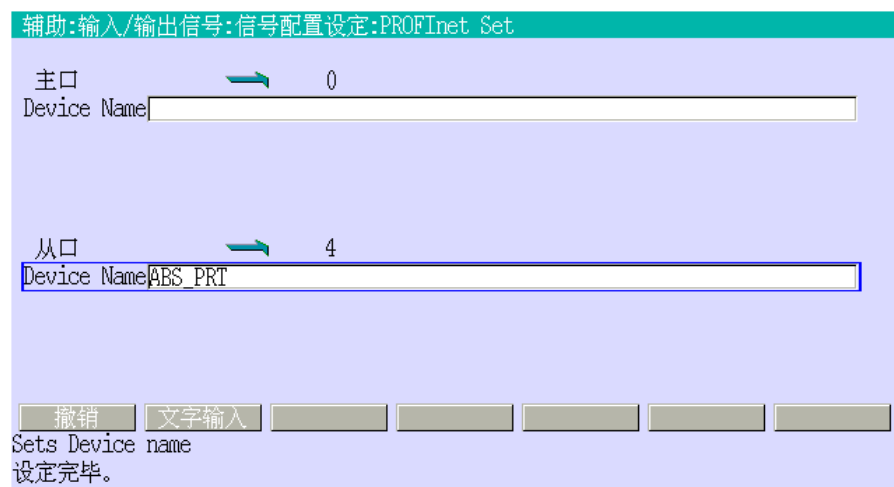 辅助:输入/输出信号:信号配置设定:PROFInet Set
主口 0
Device Name
从口 4
Device Name ABS_PRT
撤销 文字输入
Sets Device name
设定完毕。